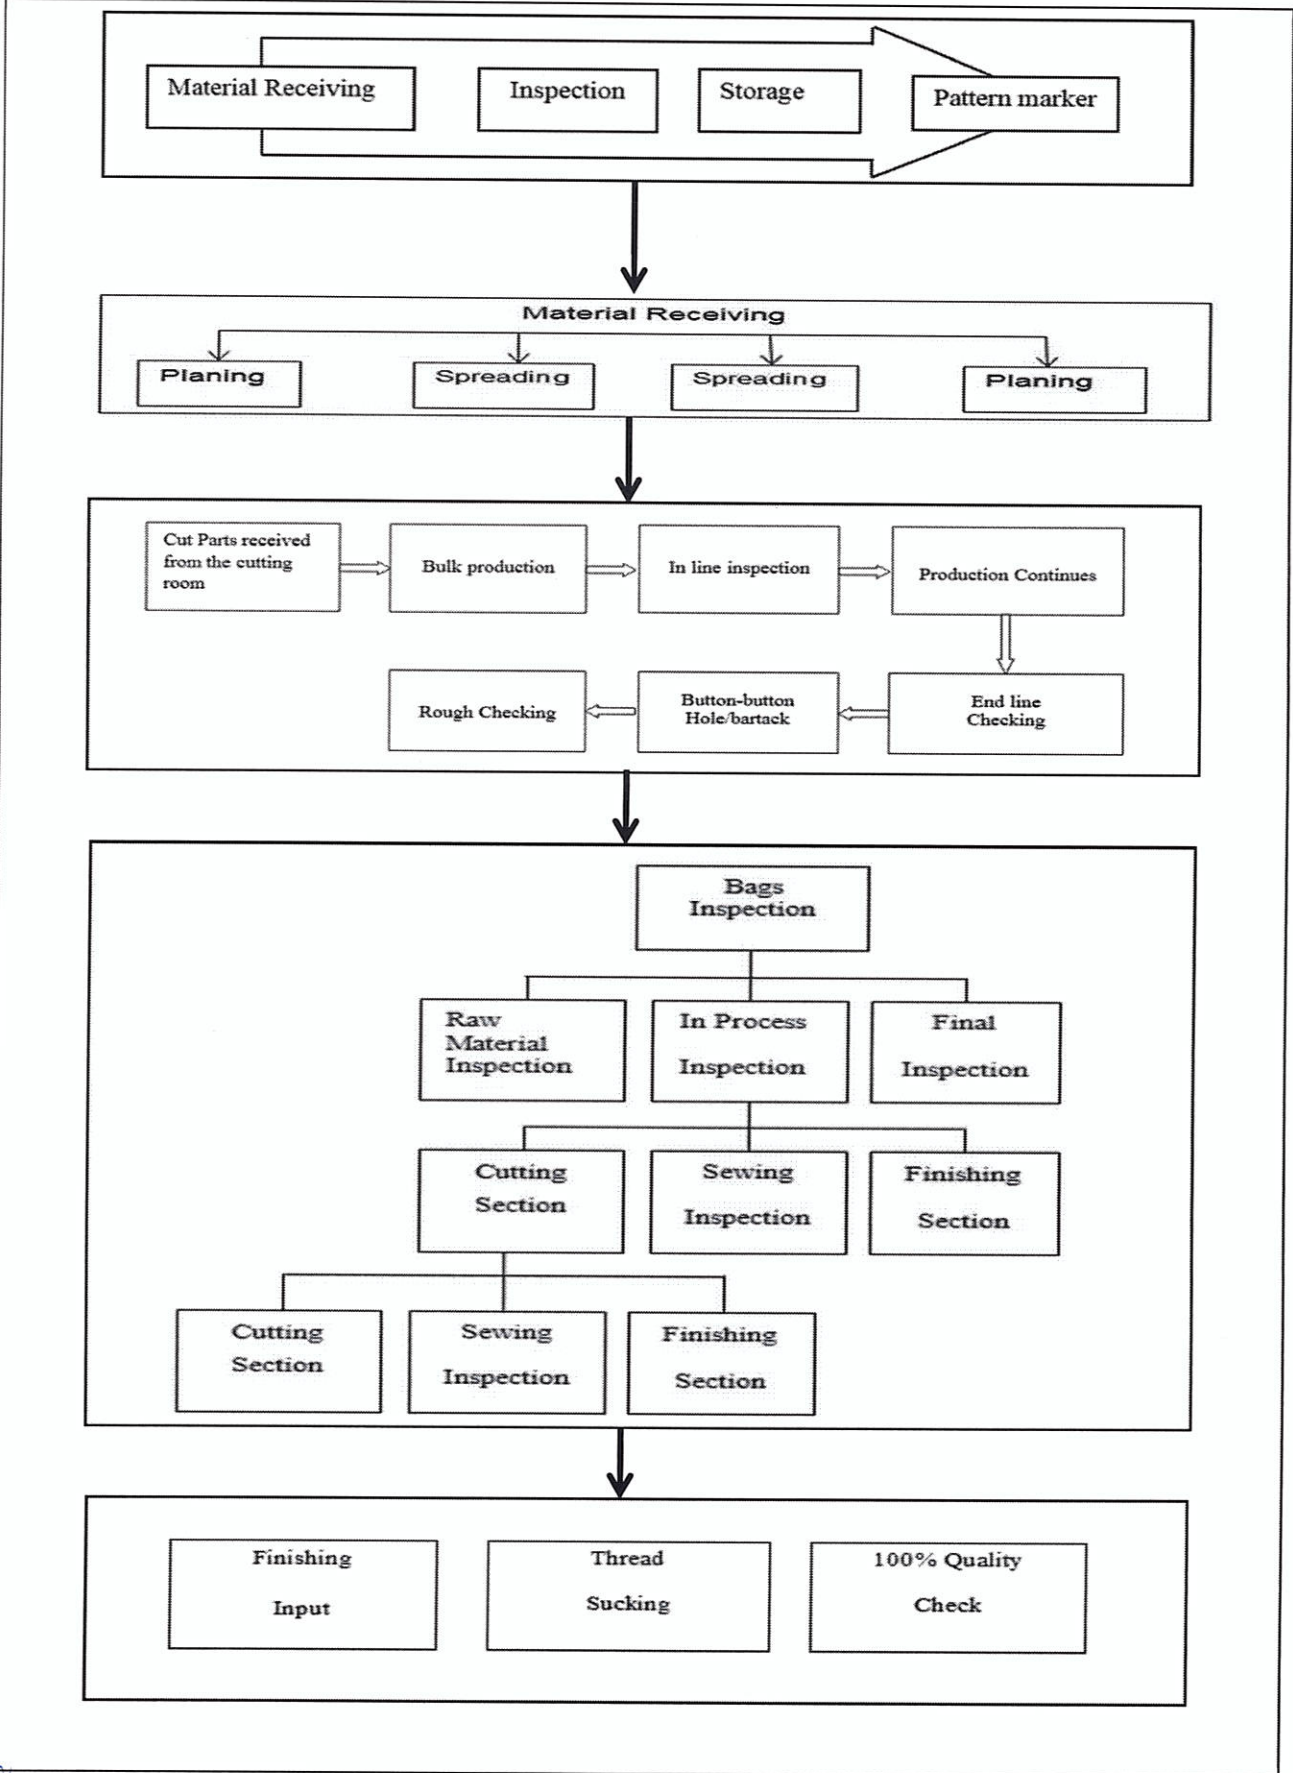 Material Receiving
Inspection
Storage
Pattern marker
Material Receiving
Planing
Spreading
Spreading
Planing
Cut Parts received
from the cutting
room
Bulk production
In line inspection
Production Continues
End line
Checking
Button-button
Hole/bartack
Rough Checking
Bags
Inspection
Raw
Material
Inspection
In Process
Inspection
Final
Inspection
Cutting
Section
Sewing
Inspection
Finishing
Section
Cutting
Section
Sewing
Inspection
Finishing
Section
Finishing
Input
Thread
Sucking
100% Quality
Check